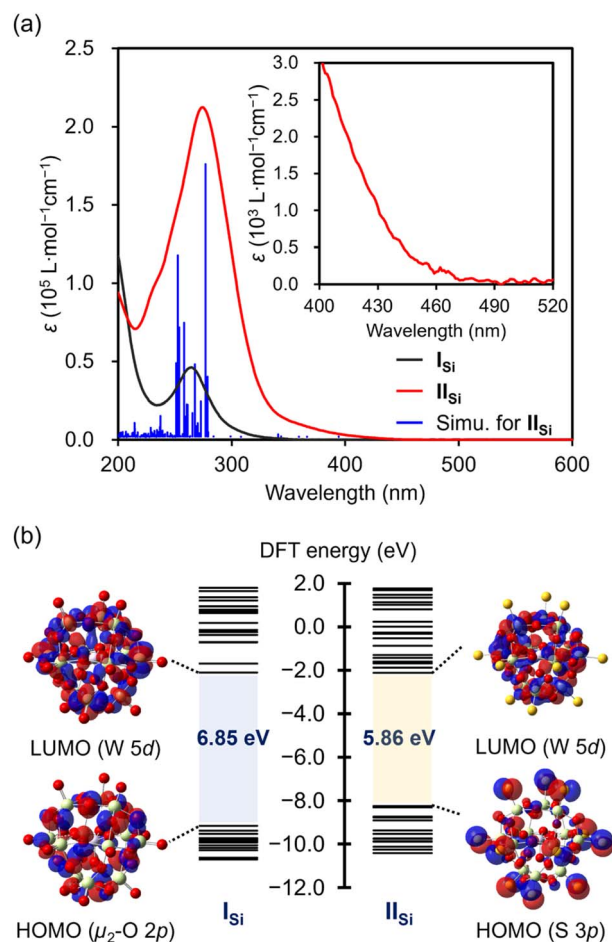 (a)
2.5
2.0
1.5
1.0
0.5
0.0
ε (10⁵ L·mol⁻¹cm⁻¹)
200 300 400 500 600
Wavelength (nm)
3.0
2.5
2.0
1.5
1.0
0.5
0.0
ε (10³ L·mol⁻¹cm⁻¹)
400 430 460 490 520
Wavelength (nm)
I_Si
II_Si
Simu. for II_Si
(b)
DFT energy (eV)
2.0
0.0
−2.0
−4.0
−6.0
−8.0
−10.0
−12.0
LUMO (W 5d)
6.85 eV
5.86 eV
LUMO (W 5d)
HOMO (μ₂-O 2p)
I_Si
II_Si
HOMO (S 3p)